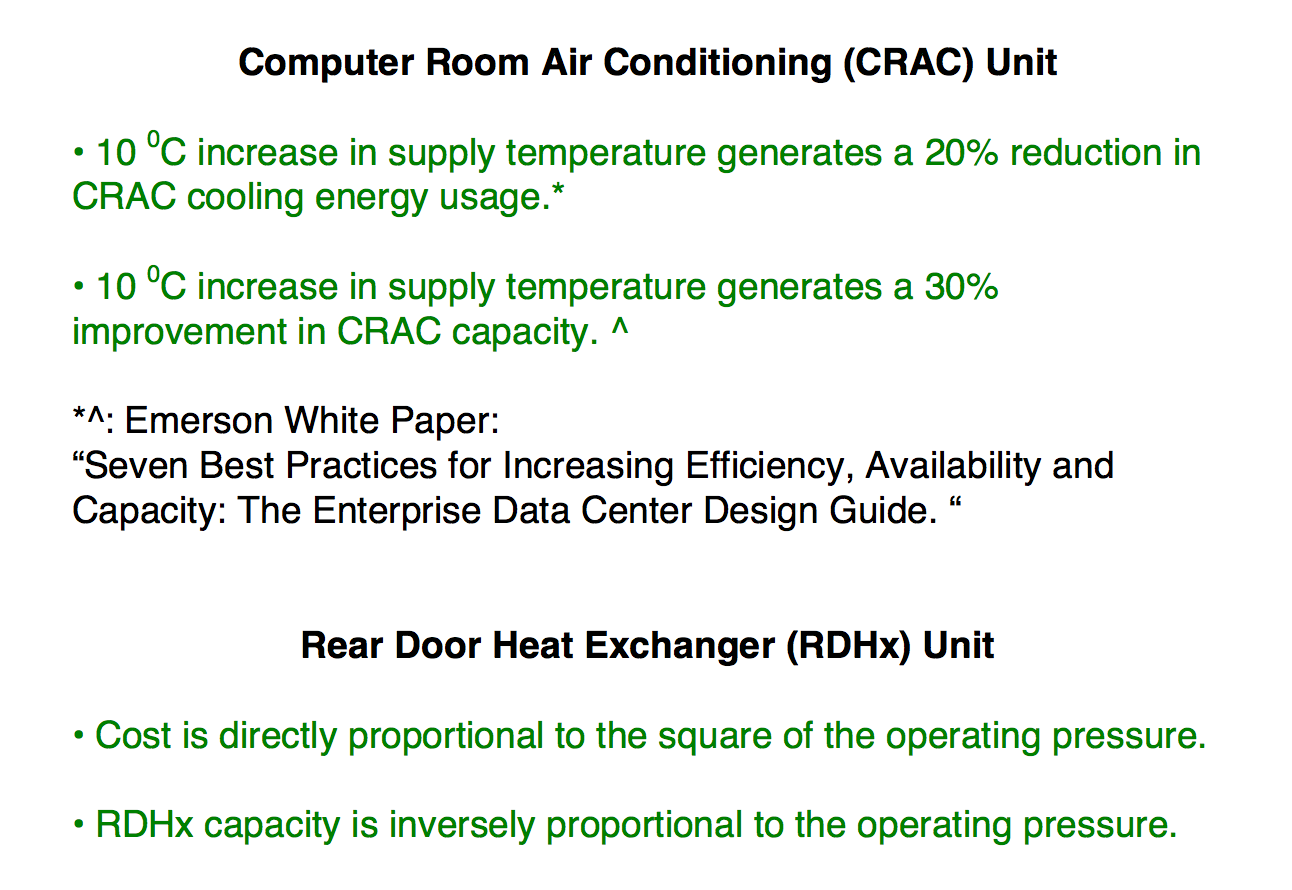 Computer Room Air Conditioning (CRAC) Unit
• 10 ⁰C increase in supply temperature generates a 20% reduction in
CRAC cooling energy usage.*
• 10 ⁰C increase in supply temperature generates a 30%
improvement in CRAC capacity. ^
*^: Emerson White Paper:
“Seven Best Practices for Increasing Efficiency, Availability and
Capacity: The Enterprise Data Center Design Guide. “
Rear Door Heat Exchanger (RDHx) Unit
• Cost is directly proportional to the square of the operating pressure.
• RDHx capacity is inversely proportional to the operating pressure.